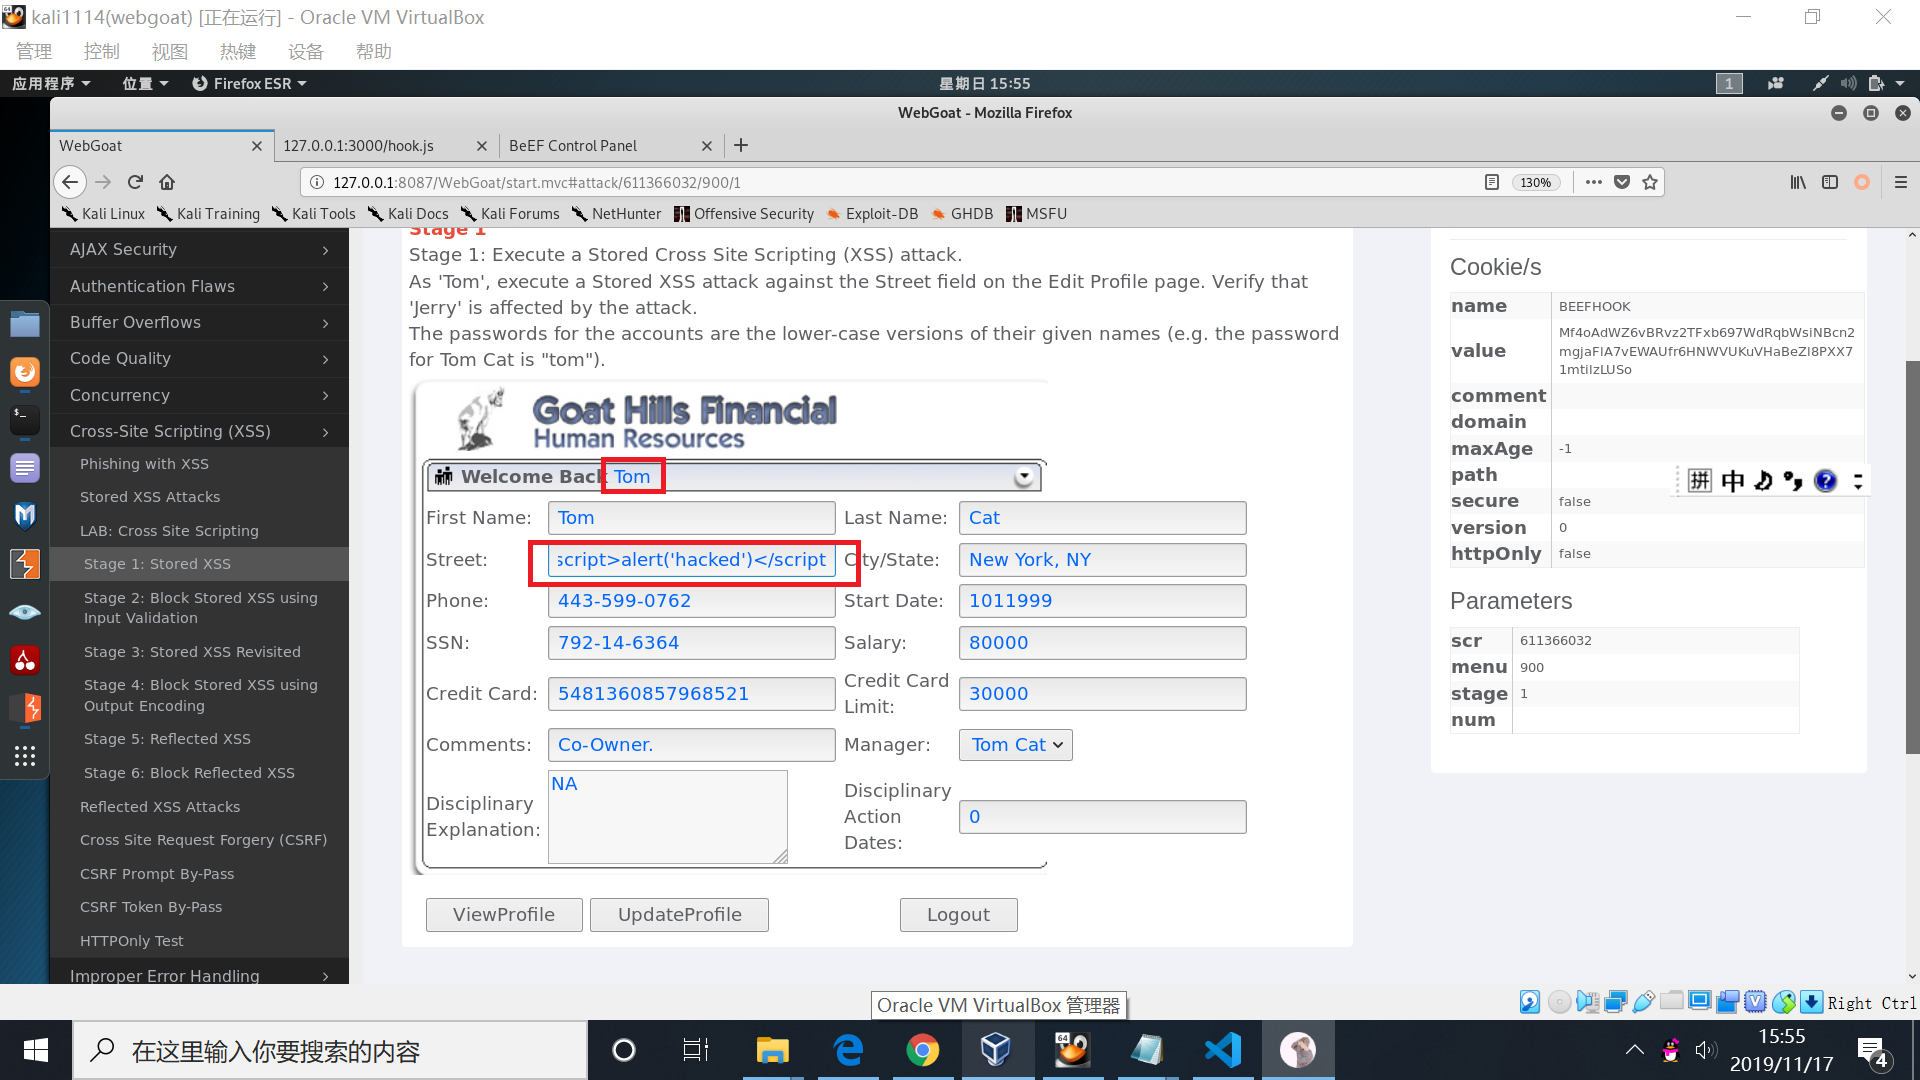 kali1114(webgoat) [正在运行] - Oracle VM VirtualBox
管理 控制 视图 热键 设备 帮助
应用程序 位置 Firefox ESR 星期日 15:55 1
WebGoat - Mozilla Firefox
WebGoat 127.0.0.1:3000/hook.js BeEF Control Panel
127.0.0.1:8087/WebGoat/start.mvc#attack/611366032/900/1 130%
Kali Linux Kali Training Kali Tools Kali Docs Kali Forums NetHunter Offensive Security Exploit-DB GHDB MSFU
AJAX Security
Authentication Flaws
Buffer Overflows
Code Quality
Concurrency
Cross-Site Scripting (XSS)
Phishing with XSS
Stored XSS Attacks
LAB: Cross Site Scripting
Stage 1: Stored XSS
Stage 2: Block Stored XSS using
Input Validation
Stage 3: Stored XSS Revisited
Stage 4: Block Stored XSS using
Output Encoding
Stage 5: Reflected XSS
Stage 6: Block Reflected XSS
Reflected XSS Attacks
Cross Site Request Forgery (CSRF)
CSRF Prompt By-Pass
CSRF Token By-Pass
HTTPOnly Test
Improper Error Handling
Stage 1
Stage 1: Execute a Stored Cross Site Scripting (XSS) attack.
As 'Tom', execute a Stored XSS attack against the Street field on the Edit Profile page. Verify that
'Jerry' is affected by the attack.
The passwords for the accounts are the lower-case versions of their given names (e.g. the password
for Tom Cat is "tom").
Goat Hills Financial
Human Resources
Welcome Back Tom
First Name: Tom Last Name: Cat
Street: script>alert('hacked')</script City/State: New York, NY
Phone: 443-599-0762 Start Date: 1011999
SSN: 792-14-6364 Salary: 80000
Credit Card: 5481360857968521 Credit Card
Limit: 30000
Comments: Co-Owner. Manager: Tom Cat
Disciplinary
Explanation: NA Disciplinary
Action
Dates: 0
ViewProfile UpdateProfile Logout
Cookie/s
name BEEFHOOK
value Mf4oAdWZ6vBRvz2TFxb697WdRqbWsiNBcn2
mgjaFlA7vEWAUfr6HNWVUKuVHaBeZl8PXX7
1mtiIzLUSo
comment
domain
maxAge -1
path
secure false
version 0
httpOnly false
Parameters
scr 611366032
menu 900
stage 1
num
拼 中
Oracle VM VirtualBox 管理器
Right Ctrl
在这里输入你要搜索的内容
64
15:55
2019/11/17
4